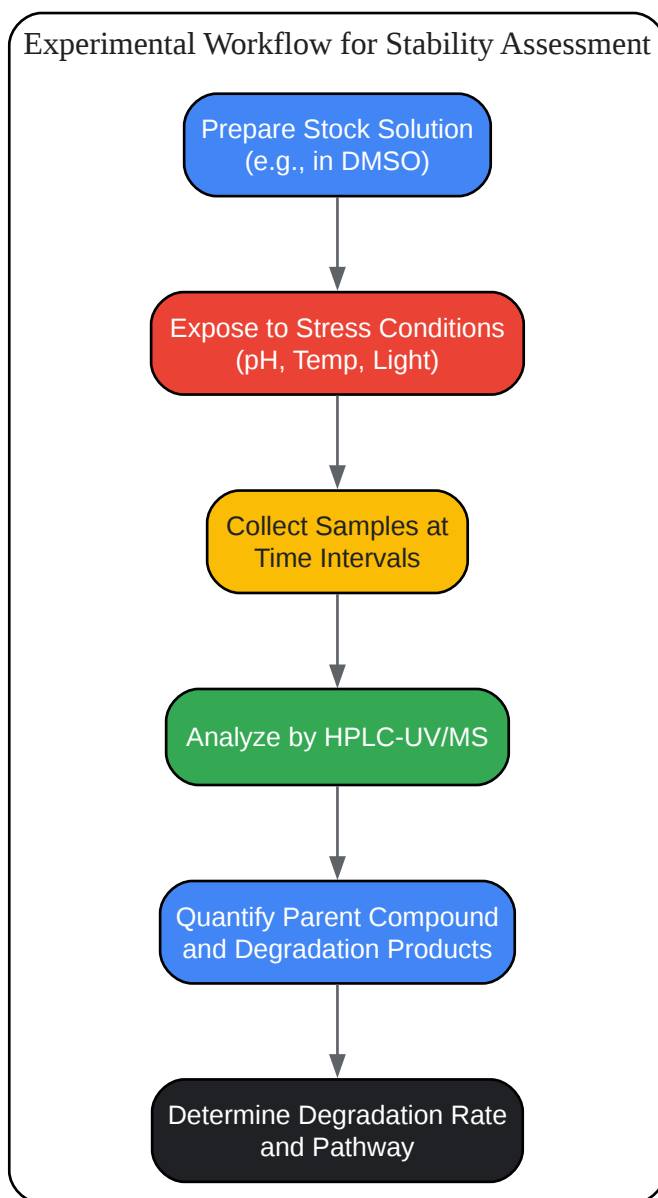 Experimental Workflow for Stability Assessment
Prepare Stock Solution
(e.g., in DMSO)
Expose to Stress Conditions
(pH, Temp, Light)
Collect Samples at
Time Intervals
Analyze by HPLC-UV/MS
Quantify Parent Compound
and Degradation Products
Determine Degradation Rate
and Pathway